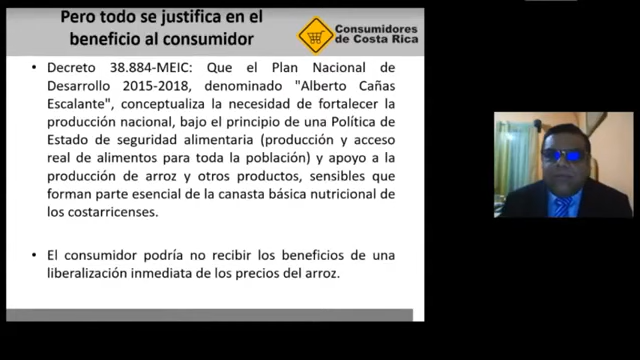 Pero todo se justifica en el
beneficio al consumidor
Consumidores
de Costa Rica
• Decreto 38.884-MEIC: Que el Plan Nacional de
Desarrollo 2015-2018, denominado "Alberto Cañas
Escalante", conceptualiza la necesidad de fortalecer la
producción nacional, bajo el principio de una Política de
Estado de seguridad alimentaria (producción y acceso
real de alimentos para toda la población) y apoyo a la
producción de arroz y otros productos, sensibles que
forman parte esencial de la canasta básica nutricional de
los costarricenses.
• El consumidor podría no recibir los beneficios de una
liberalización inmediata de los precios del arroz.